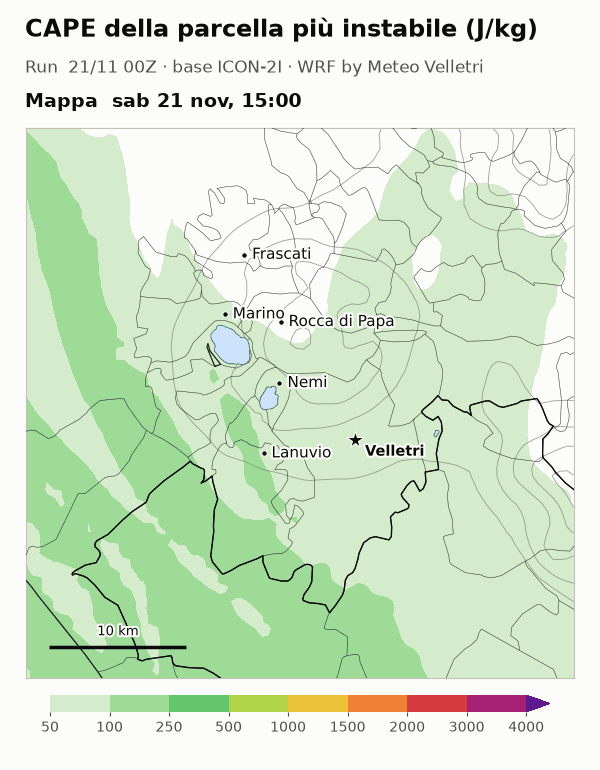 CAPE della parcella più instabile (J/kg)
Run  21/11 00Z · base ICON-2I · WRF by Meteo Velletri
Mappa  sab 21 nov, 15:00
Frascati
Marino
Rocca di Papa
Nemi
Velletri
Lanuvio
10 km
50 100 250 500 1000 1500 2000 3000 4000